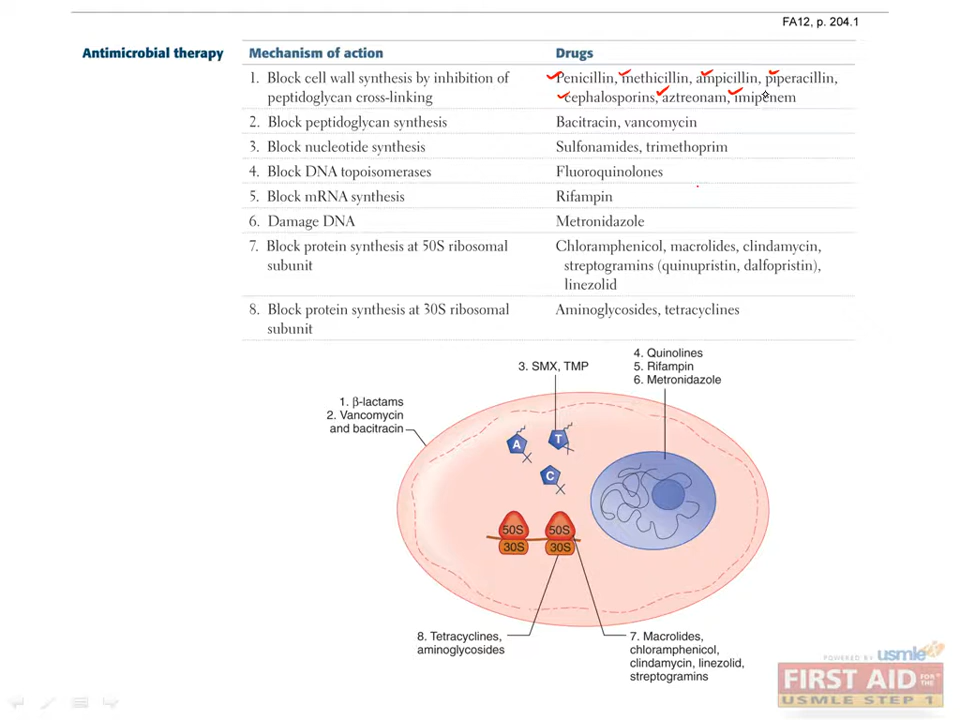 FA12, p. 204.1
Antimicrobial therapy
Mechanism of action
Drugs
1. Block cell wall synthesis by inhibition of
peptidoglycan cross-linking
Penicillin, methicillin, ampicillin, piperacillin,
cephalosporins, aztreonam, imipenem
2. Block peptidoglycan synthesis
Bacitracin, vancomycin
3. Block nucleotide synthesis
Sulfonamides, trimethoprim
4. Block DNA topoisomerases
Fluoroquinolones
5. Block mRNA synthesis
Rifampin
6. Damage DNA
Metronidazole
7. Block protein synthesis at 50S ribosomal
subunit
Chloramphenicol, macrolides, clindamycin,
streptogramins (quinupristin, dalfopristin),
linezolid
8. Block protein synthesis at 30S ribosomal
subunit
Aminoglycosides, tetracyclines
3. SMX, TMP
4. Quinolines
5. Rifampin
6. Metronidazole
1. β-lactams
2. Vancomycin
and bacitracin
A
T
C
50S
50S
30S
30S
8. Tetracyclines,
aminoglycosides
7. Macrolides,
chloramphenicol,
clindamycin, linezolid,
streptogramins
POWERED BY usmle
FIRST AID FOR THE
USMLE STEP 1